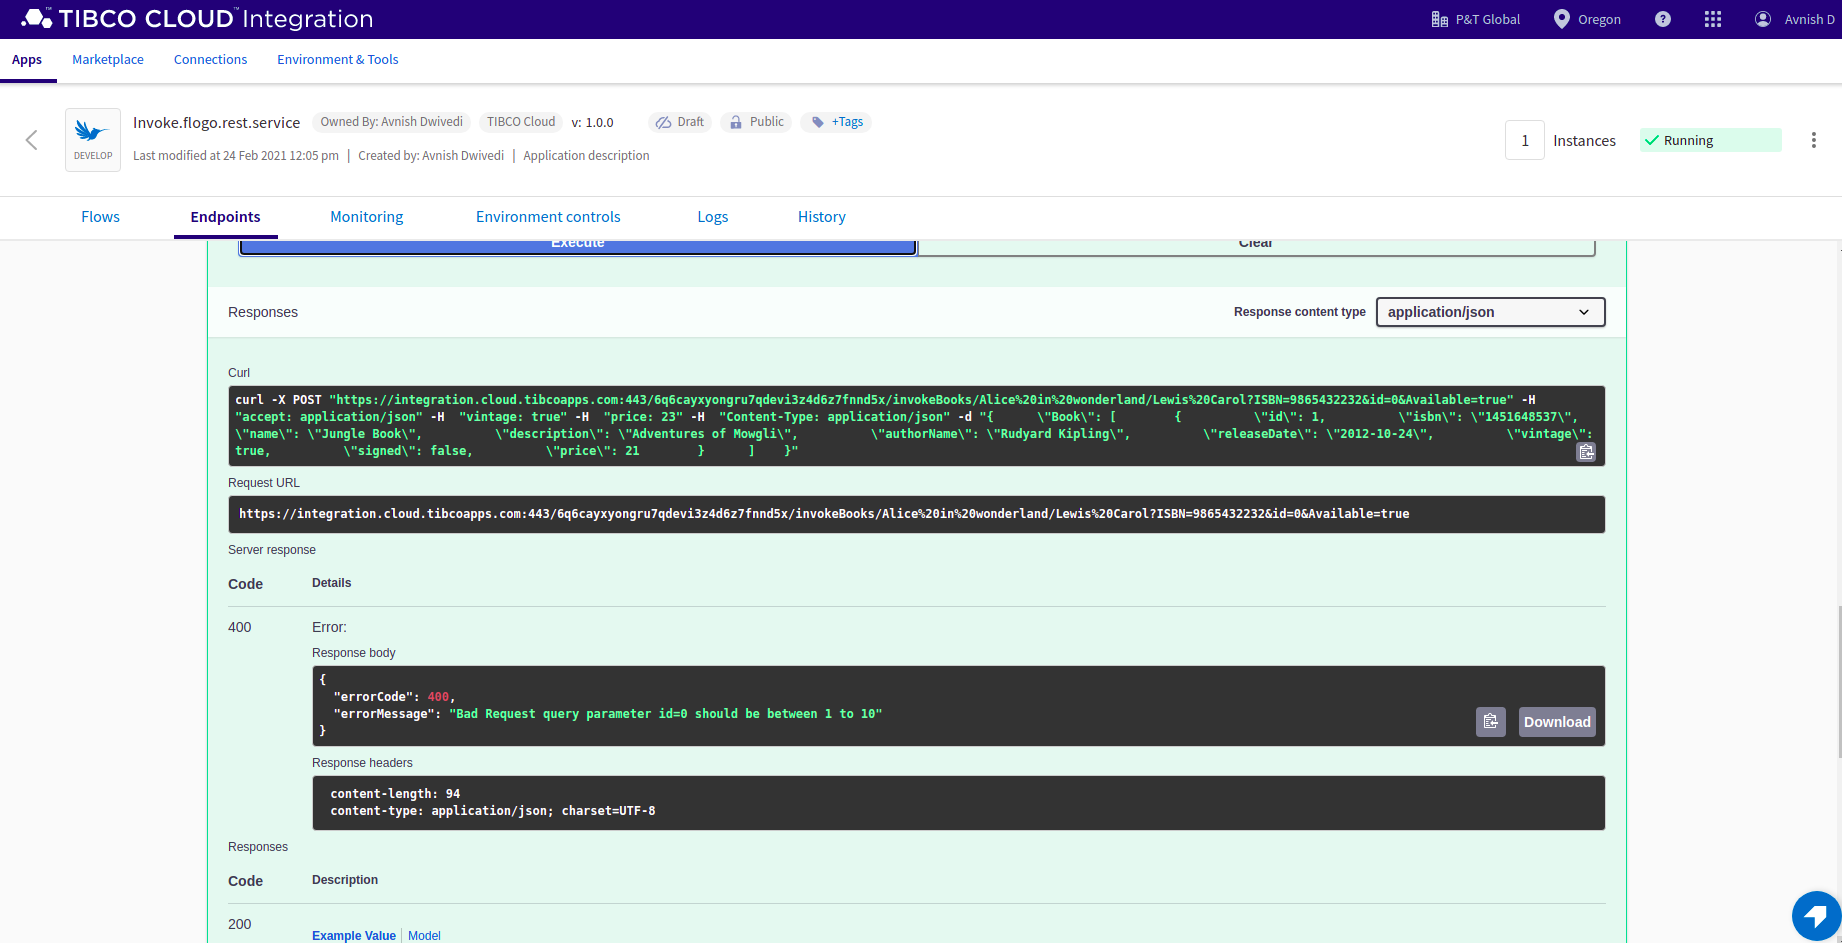 TIBCO CLOUD™ Integration
P&T Global
Oregon
?
Avnish D
Apps
Marketplace
Connections
Environment & Tools
DEVELOP
Invoke.flogo.rest.service
Owned By: Avnish Dwivedi
TIBCO Cloud
v: 1.0.0
Draft
Public
+Tags
Last modified at 24 Feb 2021 12:05 pm | Created by: Avnish Dwivedi | Application description
1
Instances
Running
Flows
Endpoints
Monitoring
Environment controls
Logs
History
Execute
Clear
Responses
Response content type
application/json
Curl
curl -X POST "https://integration.cloud.tibcoapps.com:443/6q6cayxyongru7qdevi3z4d6z7fnnd5x/invokeBooks/Alice%20in%20wonderland/Lewis%20Carol?ISBN=9865432232&id=0&Available=true" -H
"accept: application/json" -H "vintage: true" -H "price: 23" -H "Content-Type: application/json" -d "{ \"Book\": [ { \"id\": 1, \"isbn\": \"1451648537\",
\"name\": \"Jungle Book\", \"description\": \"Adventures of Mowgli\", \"authorName\": \"Rudyard Kipling\", \"releaseDate\": \"2012-10-24\", \"vintage\":
true, \"signed\": false, \"price\": 21 } ] }"
Request URL
https://integration.cloud.tibcoapps.com:443/6q6cayxyongru7qdevi3z4d6z7fnnd5x/invokeBooks/Alice%20in%20wonderland/Lewis%20Carol?ISBN=9865432232&id=0&Available=true
Server response
Code
Details
400
Error:
Response body
{
"errorCode": 400,
"errorMessage": "Bad Request query parameter id=0 should be between 1 to 10"
}
Download
Response headers
content-length: 94
content-type: application/json; charset=UTF-8
Responses
Code
Description
200
Example Value
Model